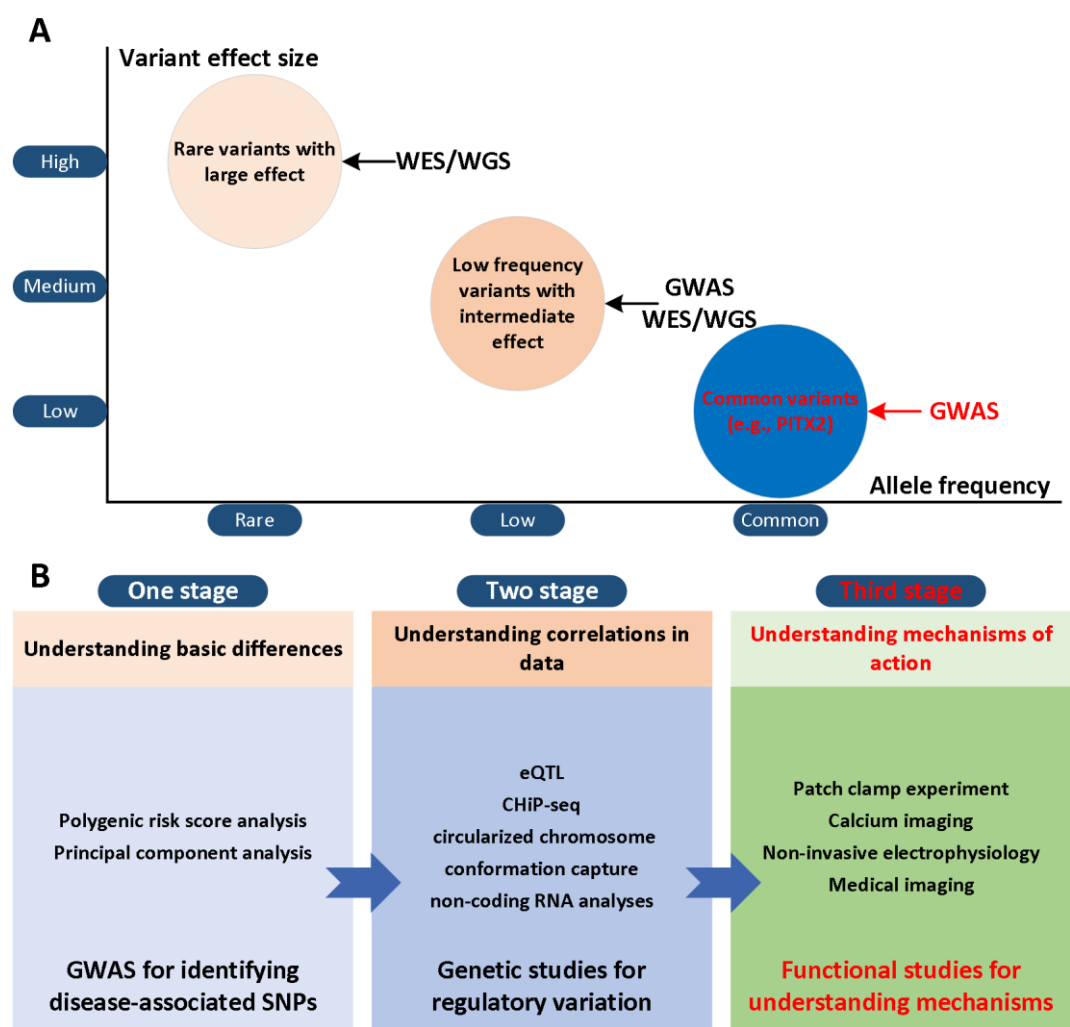 A
Variant effect size
High
Medium
Low
Rare variants with
large effect
WES/WGS
Low frequency
variants with
intermediate
effect
GWAS
WES/WGS
Common variants
(e.g., PITX2)
GWAS
Allele frequency
Rare
Low
Common
B
One stage
Understanding basic differences
Polygenic risk score analysis
Principal component analysis
GWAS for identifying
disease-associated SNPs
Two stage
Understanding correlations in
data
eQTL
CHiP-seq
circularized chromosome
conformation capture
non-coding RNA analyses
Genetic studies for
regulatory variation
Third stage
Understanding mechanisms of
action
Patch clamp experiment
Calcium imaging
Non-invasive electrophysiology
Medical imaging
Functional studies for
understanding mechanisms